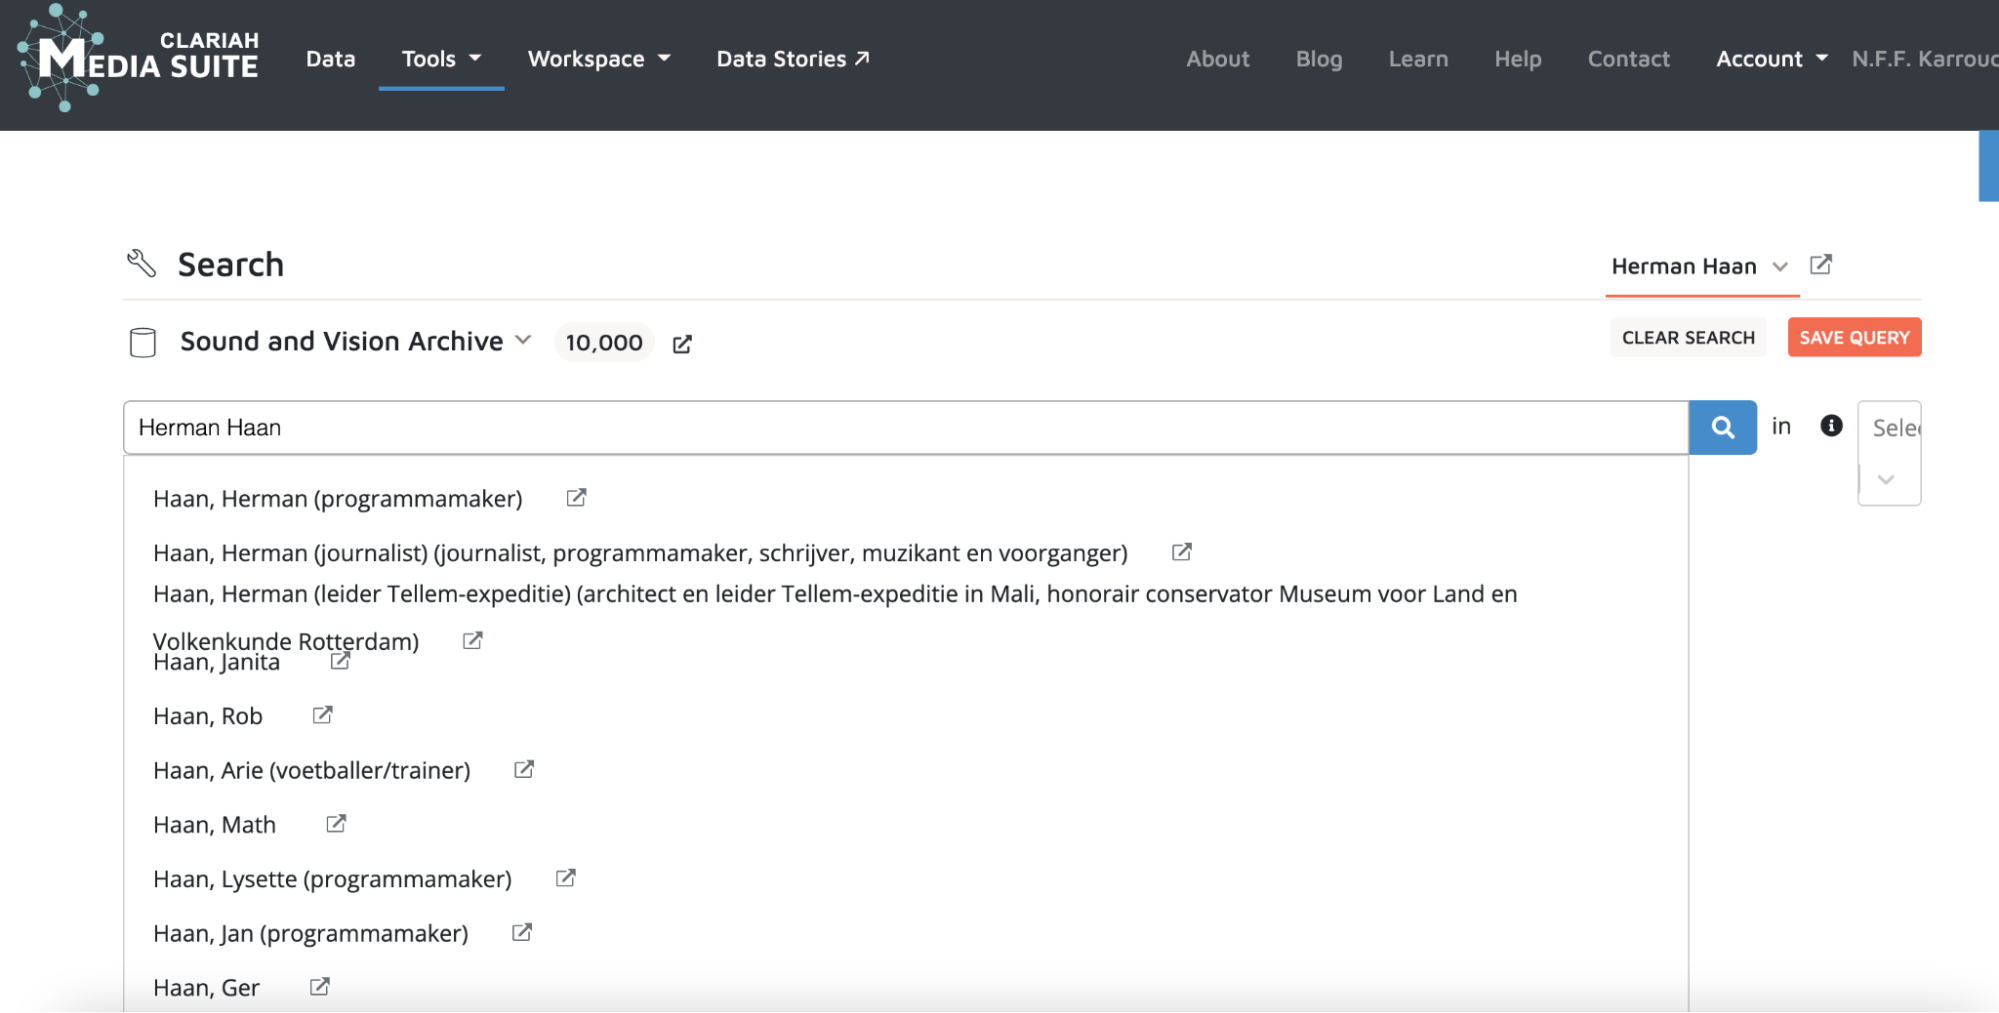 CLARIAH
MEDIA SUITE
Data
Tools
Workspace
Data Stories
About
Blog
Learn
Help
Contact
Account
N.F.F.
Search
Herman Haan
Sound and Vision Archive
10,000
CLEAR SEARCH
SAVE QUERY
Herman Haan
in
Haan, Herman (programmamaker)
Haan, Herman (journalist) (journalist, programmamaker, schrijver, muzikant en voorganger)
Haan, Herman (leider Tellem-expeditie) (architect en leider Tellem-expeditie in Mali, honorair conservator Museum voor Land en
Volkenkunde Rotterdam)
Haan, Janita
Haan, Rob
Haan, Arie (voetballer/trainer)
Haan, Math
Haan, Lysette (programmamaker)
Haan, Jan (programmamaker)
Haan, Ger